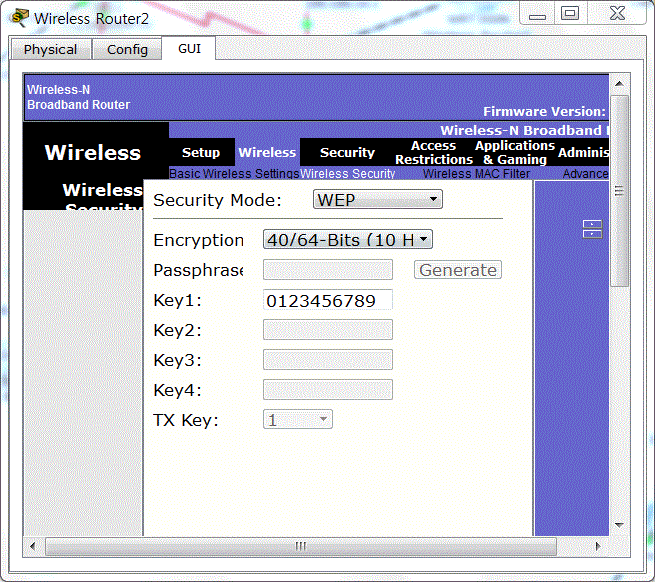 Wireless Router2
Physical Config GUI
Wireless-N
Broadband Router
Firmware Version:
Wireless-N Broadband
Wireless
Setup Wireless Security Access Restrictions Applications & Gaming Adminis
Basic Wireless Settings Wireless Security Wireless MAC Filter Advance
Wireless
Security
Security Mode: WEP
Encryption 40/64-Bits (10 H
Passphrase Generate
Key1: 0123456789
Key2:
Key3:
Key4:
TX Key: 1